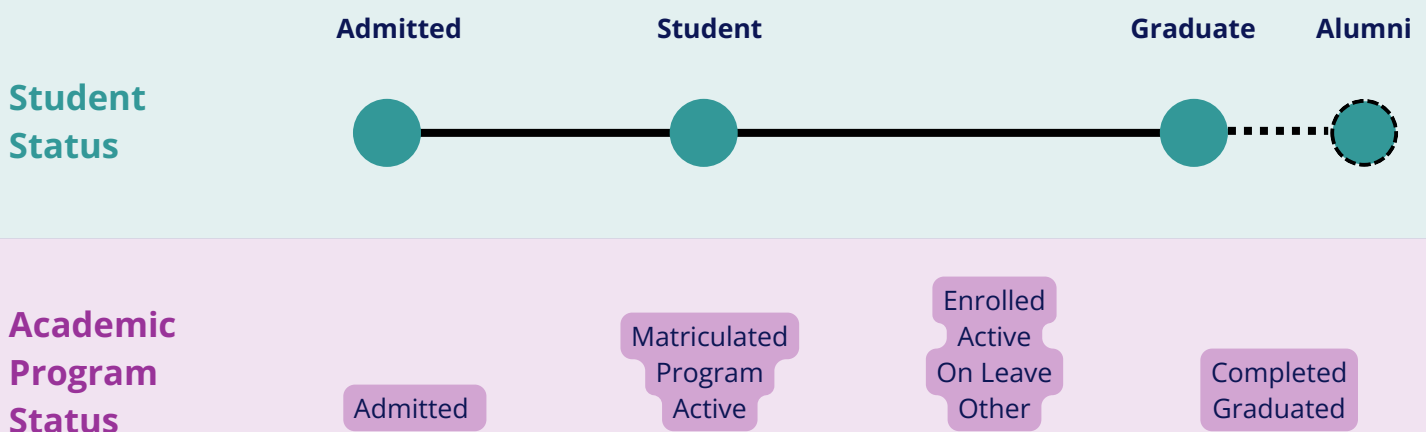 Admitted
Student
Graduate
Alumni
Student
Status
Academic
Program
Status
Admitted
Matriculated
Program
Active
Enrolled
Active
On Leave
Other
Completed
Graduated